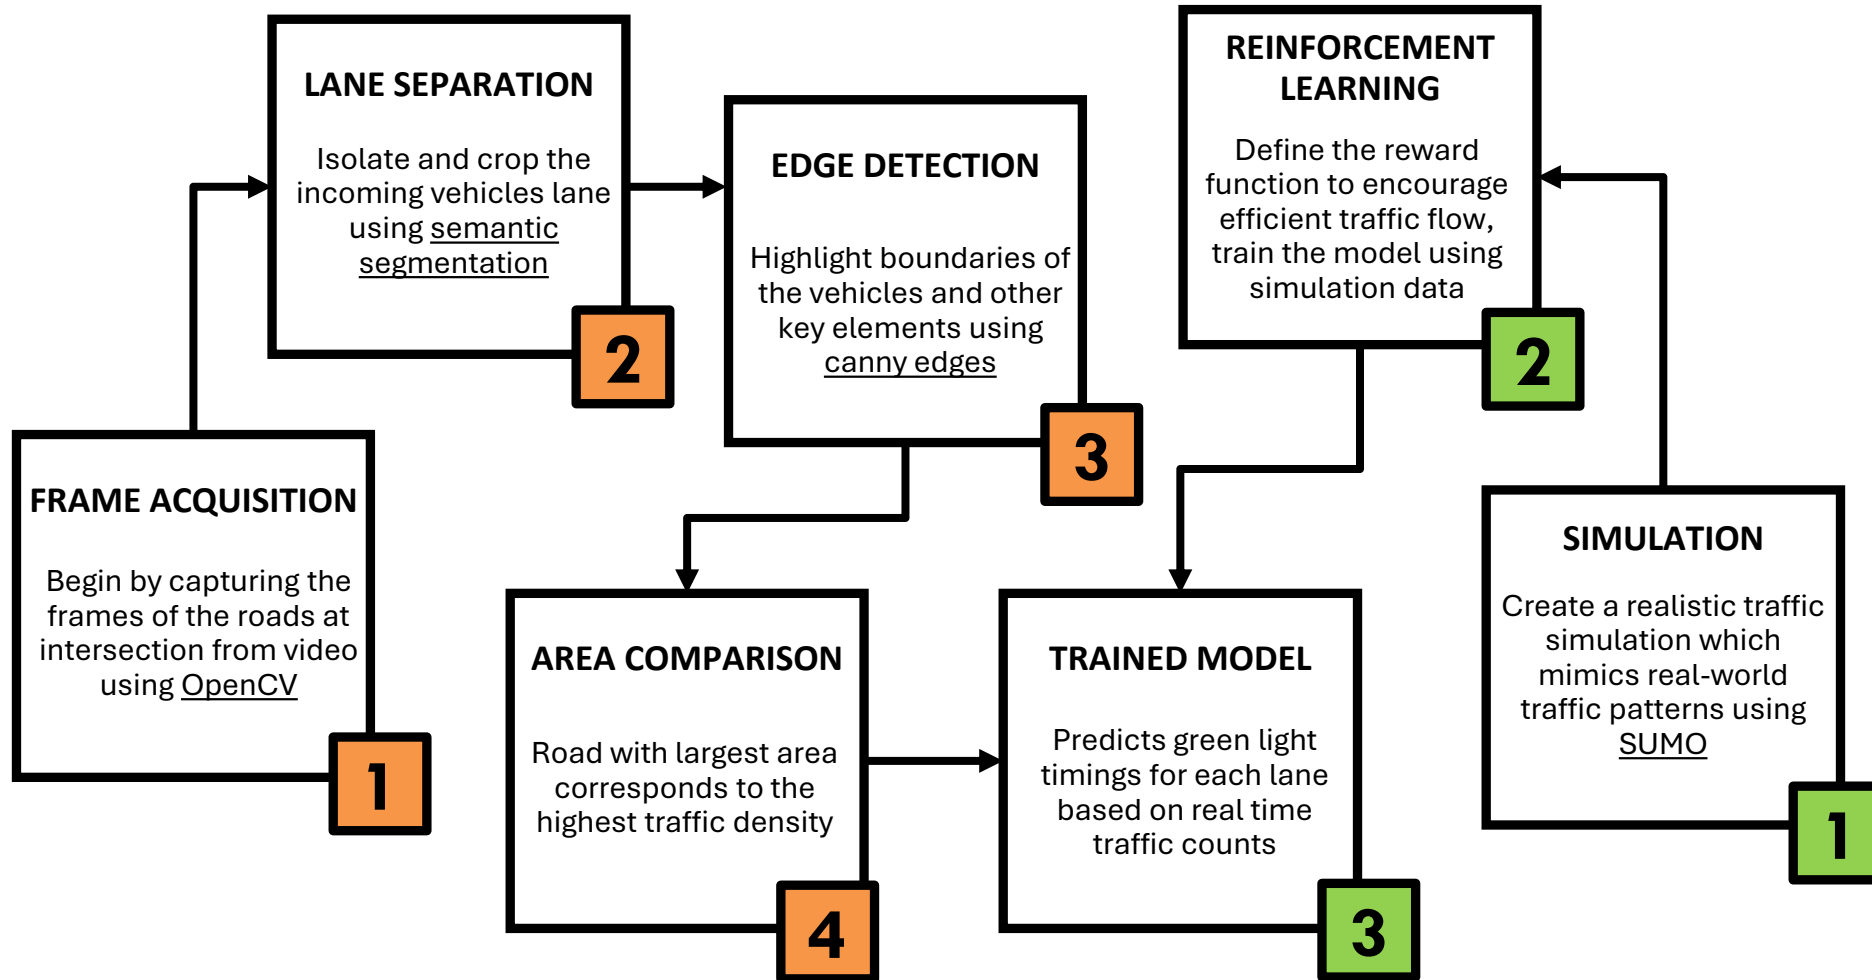 FRAME ACQUISITION
Begin by capturing the
frames of the roads at
intersection from video
using OpenCV
1
LANE SEPARATION
Isolate and crop the
incoming vehicles lane
using semantic
segmentation
2
EDGE DETECTION
Highlight boundaries of
the vehicles and other
key elements using
canny edges
3
AREA COMPARISON
Road with largest area
corresponds to the
highest traffic density
4
SIMULATION
Create a realistic traffic
simulation which
mimics real-world
traffic patterns using
SUMO
1
REINFORCEMENT
LEARNING
Define the reward
function to encourage
efficient traffic flow,
train the model using
simulation data
2
TRAINED MODEL
Predicts green light
timings for each lane
based on real time
traffic counts
3